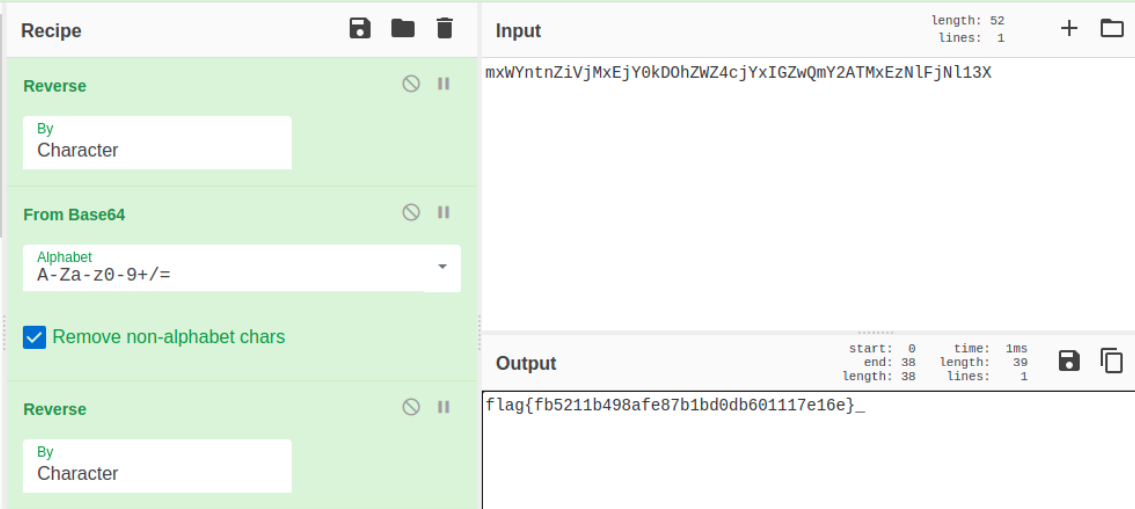 Recipe
Reverse
By
Character
From Base64
Alphabet
A-Za-z0-9+/=
Remove non-alphabet chars
Reverse
By
Character
Input
length: 52
lines: 1
mxWYntnZiVjMxEjY0kDOhZWZ4cjYxIGZwQmY2ATMxEzNlFjNl13X
Output
start: 0 time: 1ms
end: 38 length: 39
length: 38 lines: 1
flag{fb5211b498afe87b1bd0db601117e16e}_